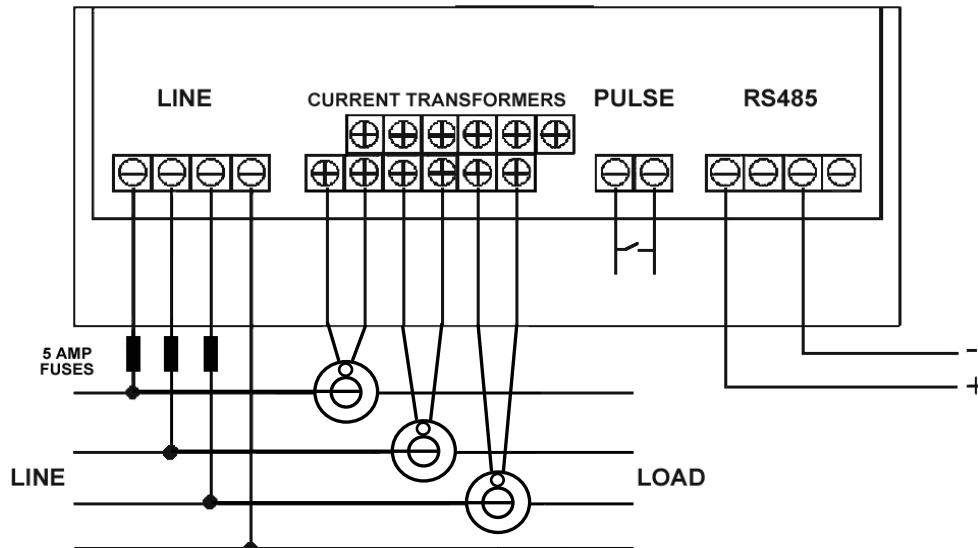 LINE
CURRENT TRANSFORMERS
PULSE
RS485
5 AMP
FUSES
-
+
LINE
LOAD